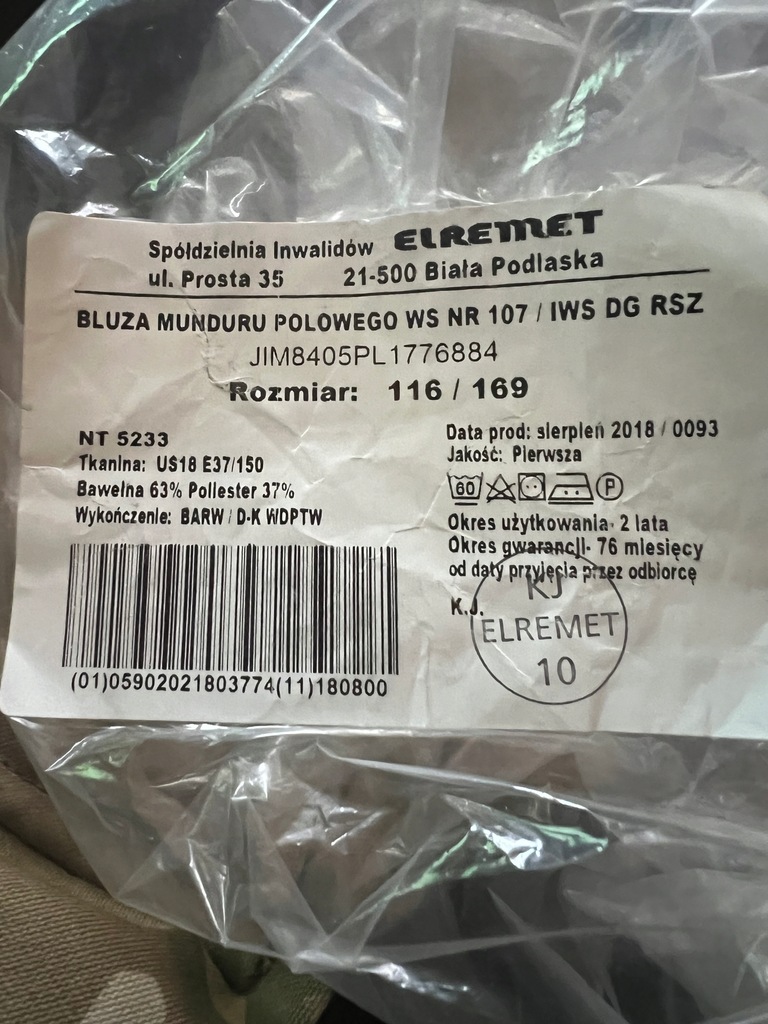 Spółdzielnia Inwalidów ELREMET
ul. Prosta 35 21-500 Biała Podlaska
BLUZA MUNDURU POLOWEGO WS NR 107 / IWS DG RSZ
JIM8405PL1776884
Rozmiar: 116 / 169
NT 5233
Tkanina: US18 E37/150
Bawełna 63% Poliester 37%
Wykończenie: BARW / D-K W/DPTW
(01)05902021803774(11)180800
Data prod: sierpień 2018 / 0093
Jakość: Pierwsza
60 P
Okres użytkowania- 2 lata
Okres gwarancji- 76 miesięcy
od daty przyjęcia przez odbiorcę
K.J.
KJ
ELREMET
10